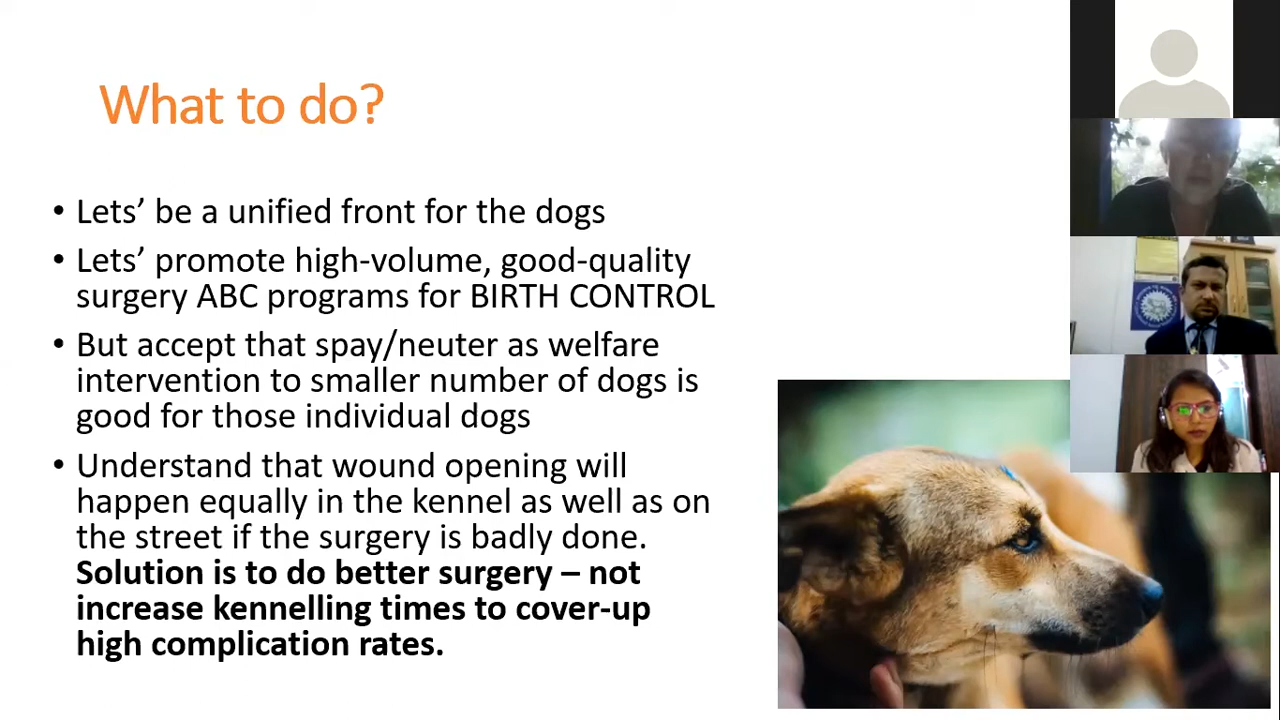 What to do?
• Lets’ be a unified front for the dogs
• Lets’ promote high-volume, good-quality
surgery ABC programs for BIRTH CONTROL
• But accept that spay/neuter as welfare
intervention to smaller number of dogs is
good for those individual dogs
• Understand that wound opening will
happen equally in the kennel as well as on
the street if the surgery is badly done.
Solution is to do better surgery – not
increase kennelling times to cover-up
high complication rates.